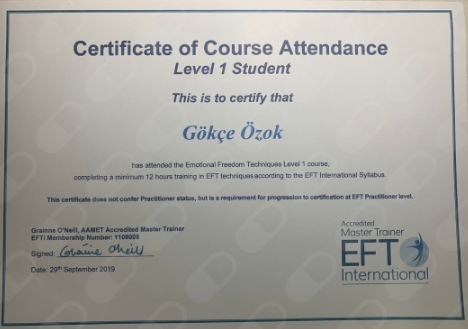 Certificate of Course Attendance
Level 1 Student
This is to certify that
Gökçe Özok
has attended the Emotional Freedom Techniques Level 1 course,
completing a minimum 12 hours training in EFT techniques according to the EFT International Syllabus.
This certificate does not confer Practitioner status, but is a requirement for progression to certification at EFT Practitioner level.
Grainne O'Neill, AAMET Accredited Master Trainer
EFTi Membership Number: 1108008
Signed:
Date: 29th September 2019
Accredited
Master Trainer
EFT
International